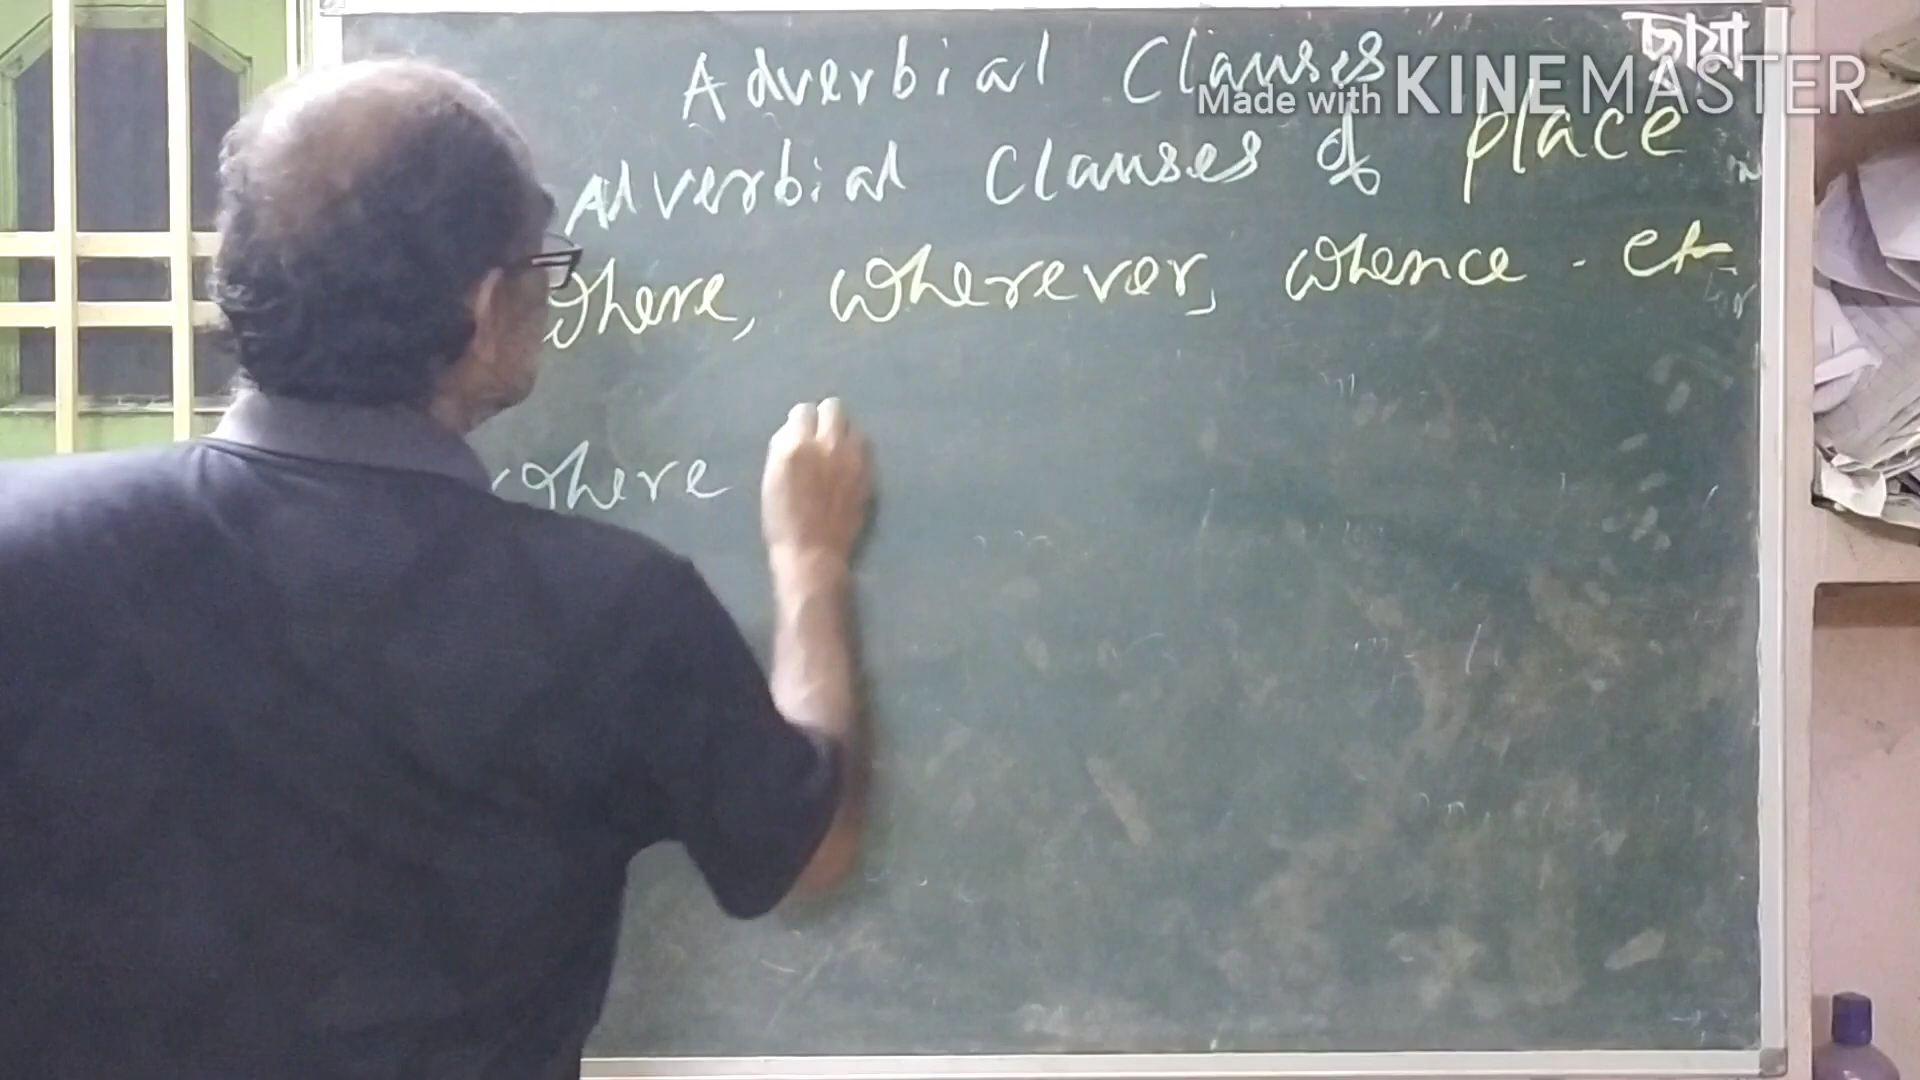 Adverbial Clauses
ছায়া
Made with KINEMASTER
Adverbial Clauses of place
where, wherever, whence - etc
where